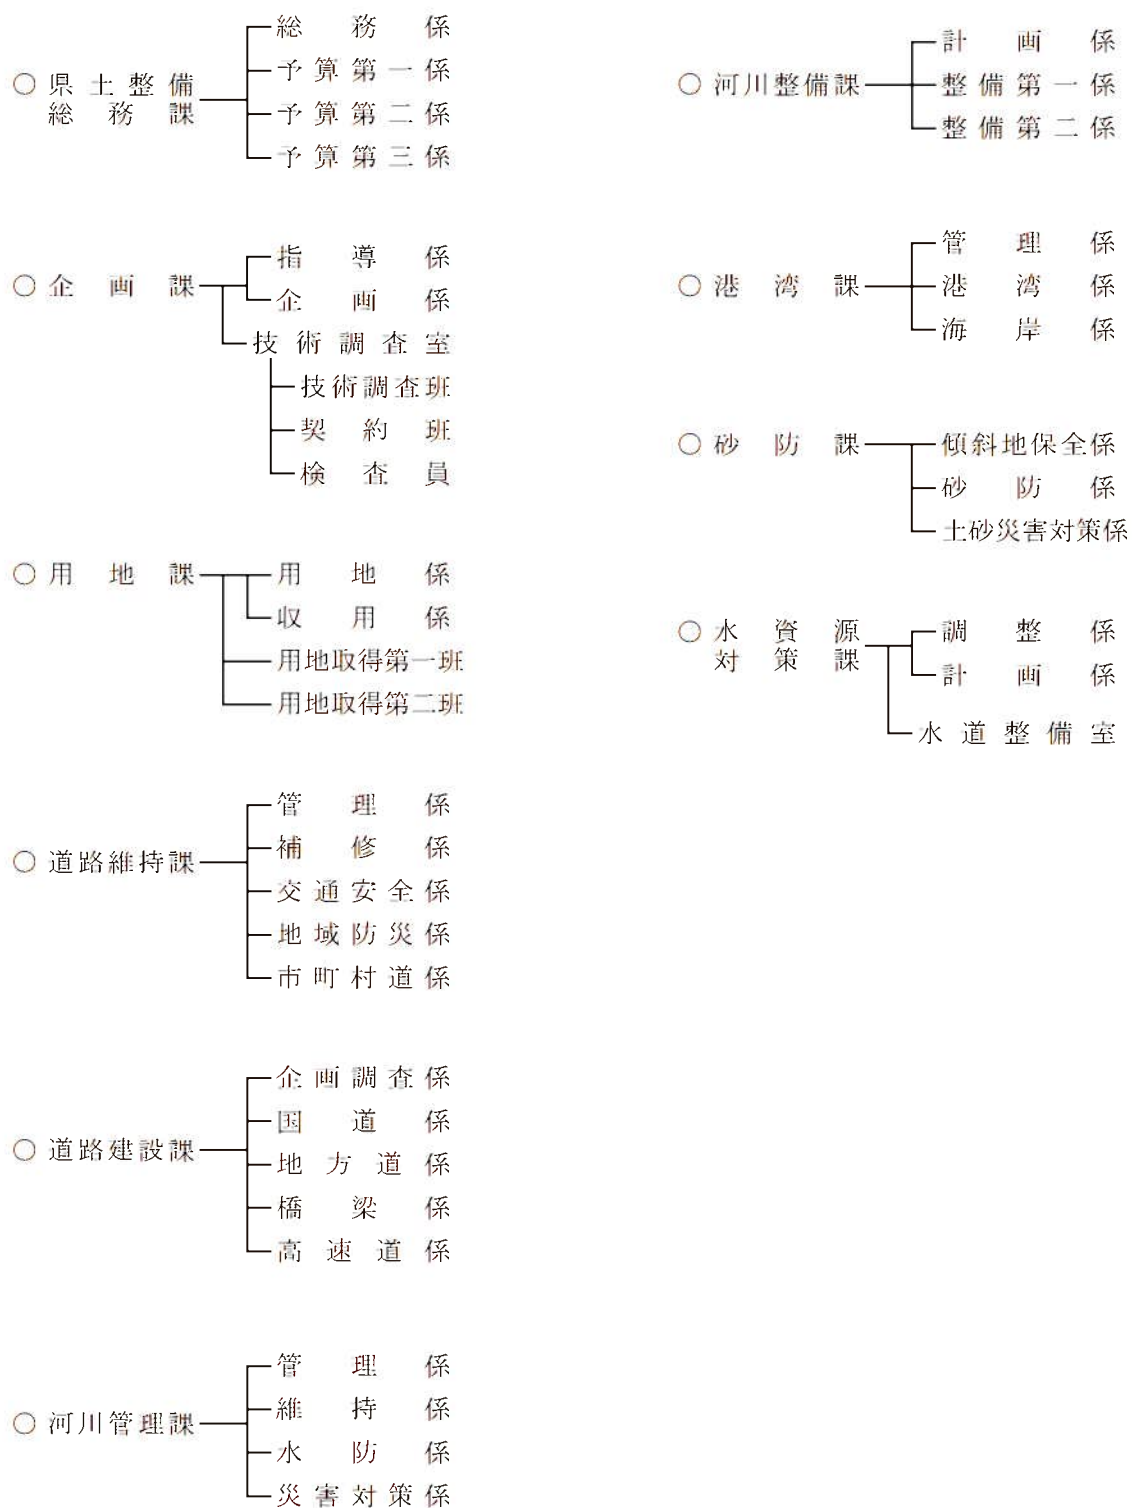 ○ 県土整備
総務課
総務係
予算第一係
予算第二係
予算第三係
○ 企画課
指導係
企画係
技術調査室
技術調査班
契約班
検査員
○ 用地課
用地係
収用係
用地取得第一班
用地取得第二班
○ 道路維持課
管理係
補修係
交通安全係
地域防災係
市町村道係
○ 道路建設課
企画調査係
国道係
地方道係
橋梁係
高速道係
○ 河川管理課
管理係
維持係
水防係
災害対策係
○ 河川整備課
計画係
整備第一係
整備第二係
○ 港湾課
管理係
港湾係
海岸係
○ 砂防課
傾斜地保全係
砂防係
土砂災害対策係
○ 水資源
対策課
調整係
計画係
水道整備室